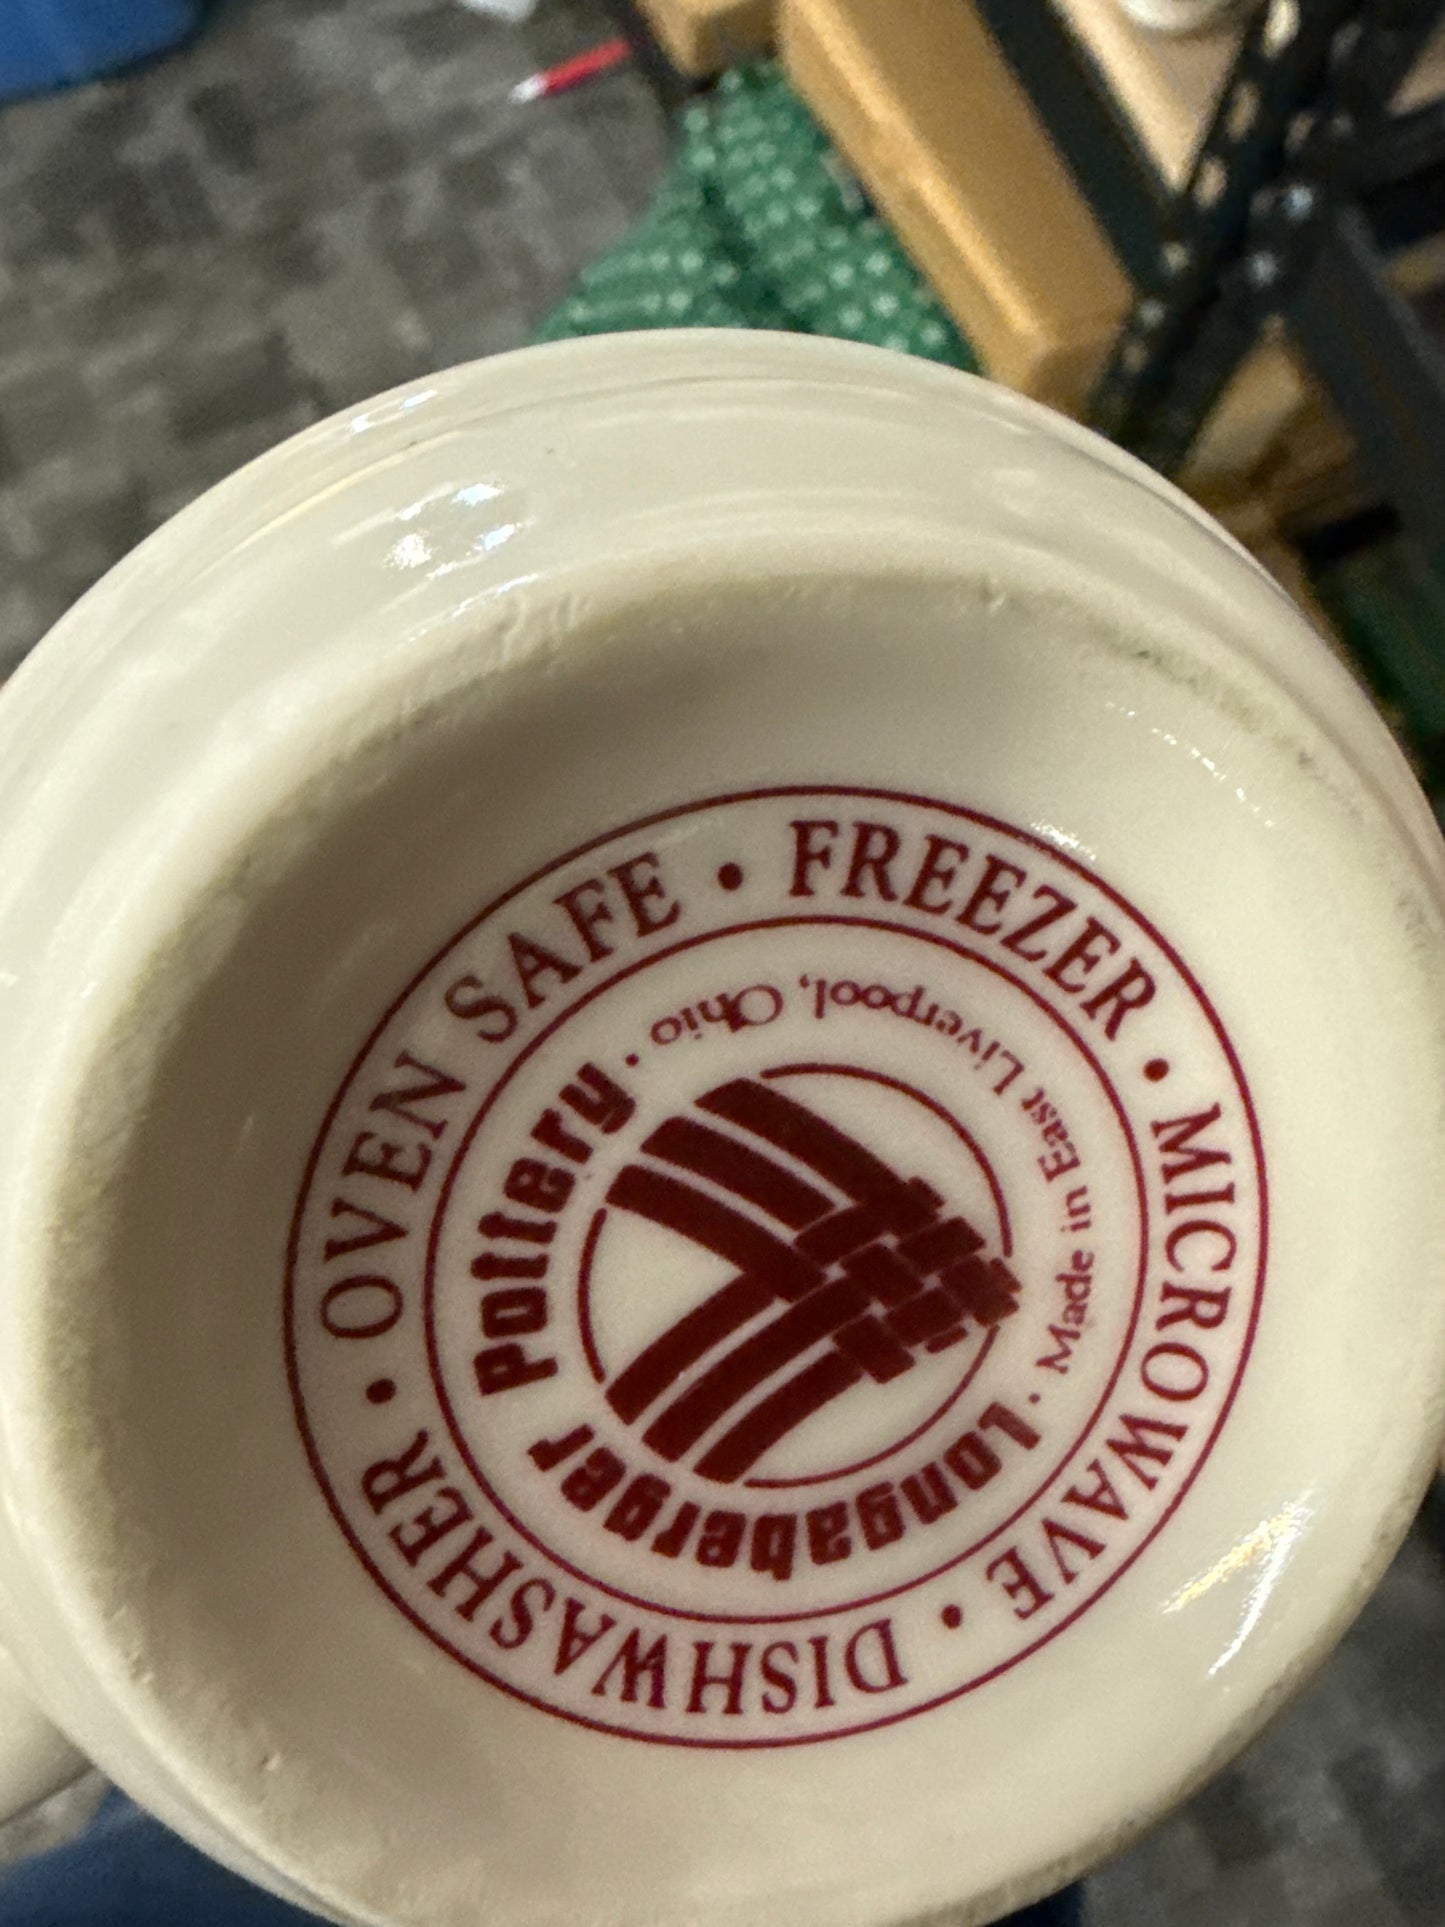 OVEN SAFE • FREEZER • MICROWAVE • DISHWASHER •
Longaberger Pottery •
Made in East Liverpool, Ohio •